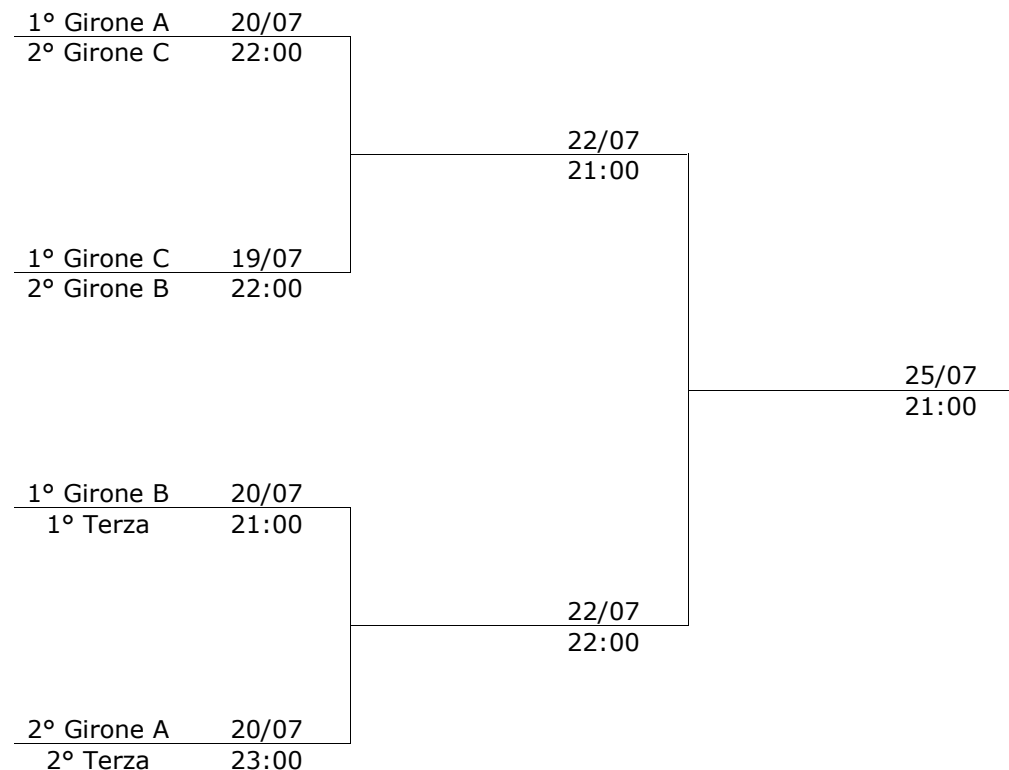 1° Girone A 20/07
2° Girone C 22:00
22/07
21:00
1° Girone C 19/07
2° Girone B 22:00
25/07
21:00
1° Girone B 20/07
1° Terza 21:00
22/07
22:00
2° Girone A 20/07
2° Terza 23:00